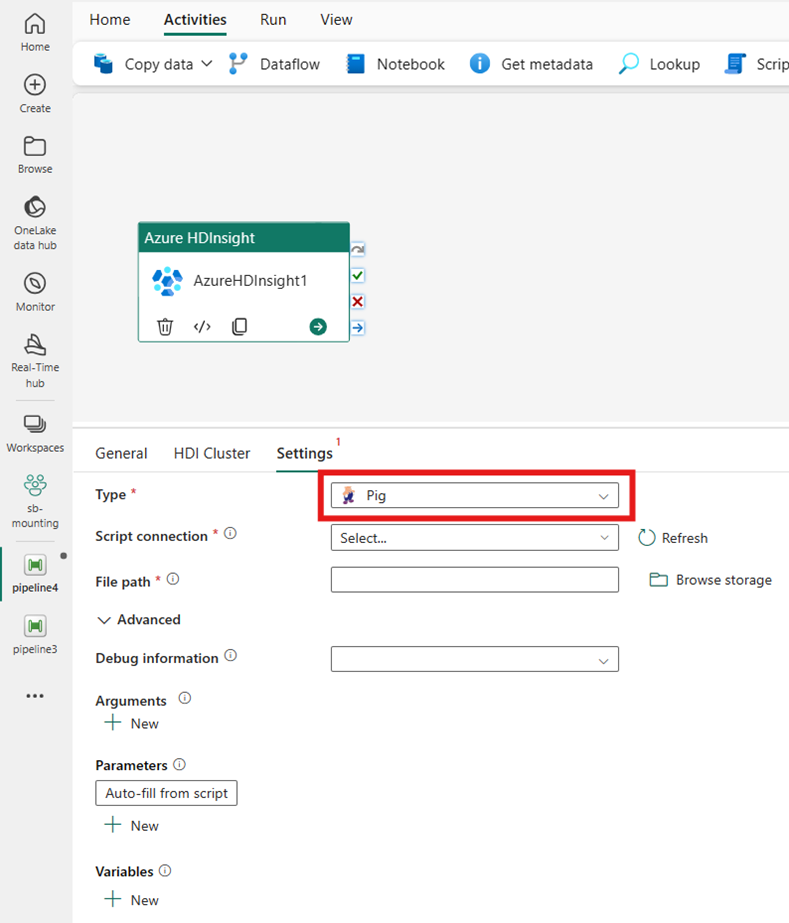 Home
Activities
Run
View
Copy data
Dataflow
Notebook
Get metadata
Lookup
Scrip
Home
Create
Browse
OneLake
data hub
Monitor
Real-Time
hub
Workspaces
sb-
mounting
pipeline4
pipeline3
Azure HDInsight
AzureHDInsight1
General
HDI Cluster
Settings 1
Type *
Pig
Script connection *
Select...
Refresh
File path *
Browse storage
Advanced
Debug information
Arguments
New
Parameters
Auto-fill from script
New
Variables
New